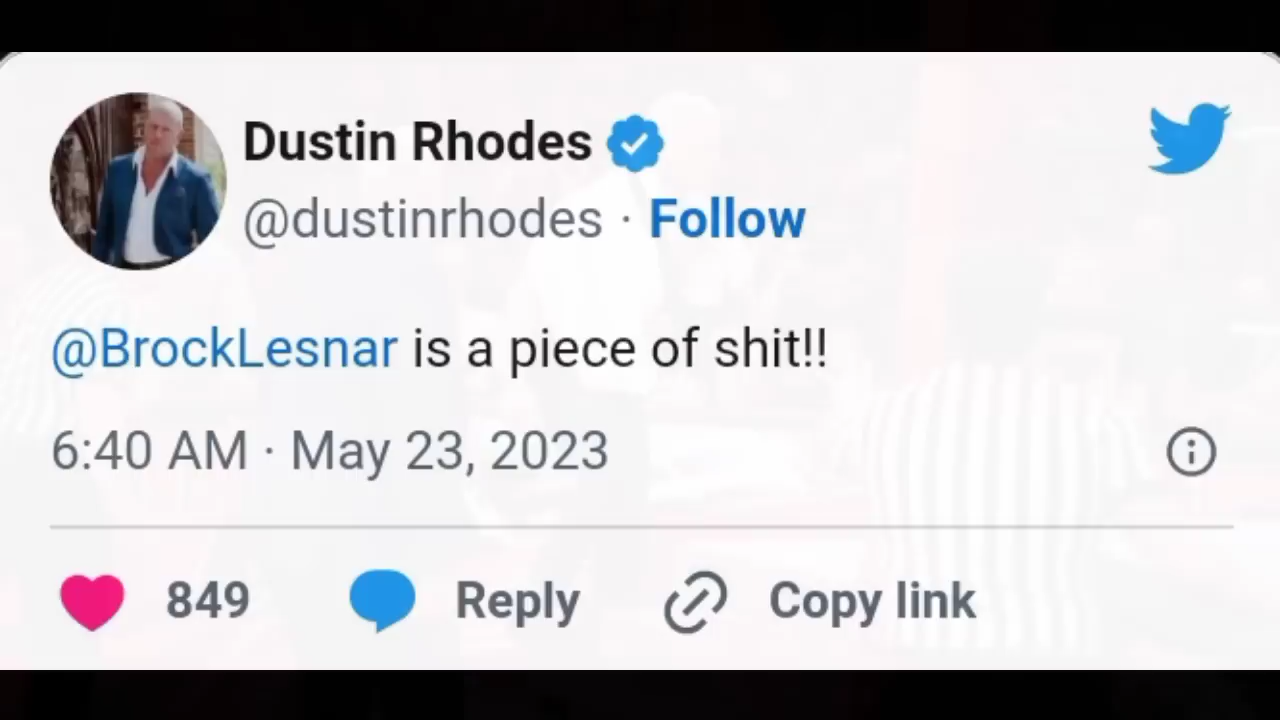 Dustin Rhodes
@dustinrhodes · Follow
@BrockLesnar is a piece of shit!!
6:40 AM · May 23, 2023
849 Reply Copy link